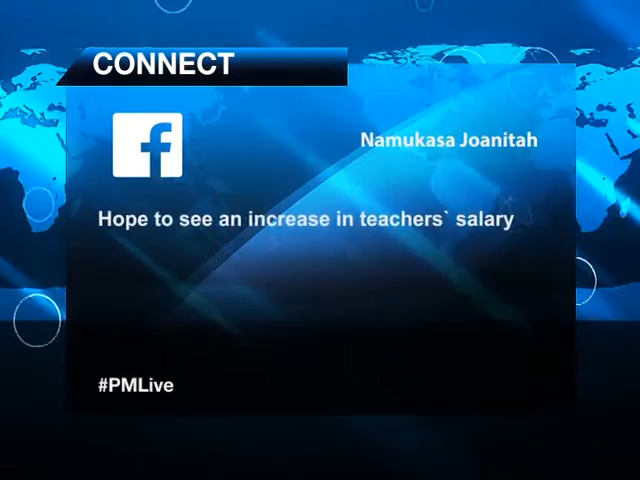 CONNECT
Namukasa Joanitah
Hope to see an increase in teachers` salary
#PMLive